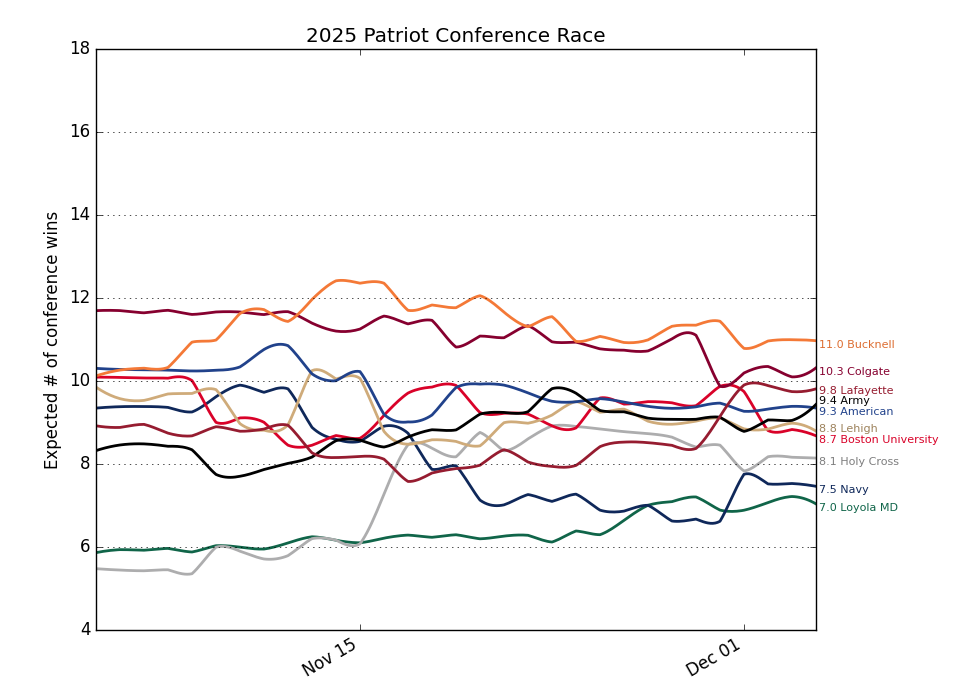 2025 Patriot Conference Race
Expected # of conference wins
18
16
14
12
10
8
6
4
Nov 15
Dec 01
11.0 Bucknell
10.3 Colgate
9.8 Lafayette
9.4 Army
9.3 American
8.8 Lehigh
8.7 Boston University
8.1 Holy Cross
7.5 Navy
7.0 Loyola MD